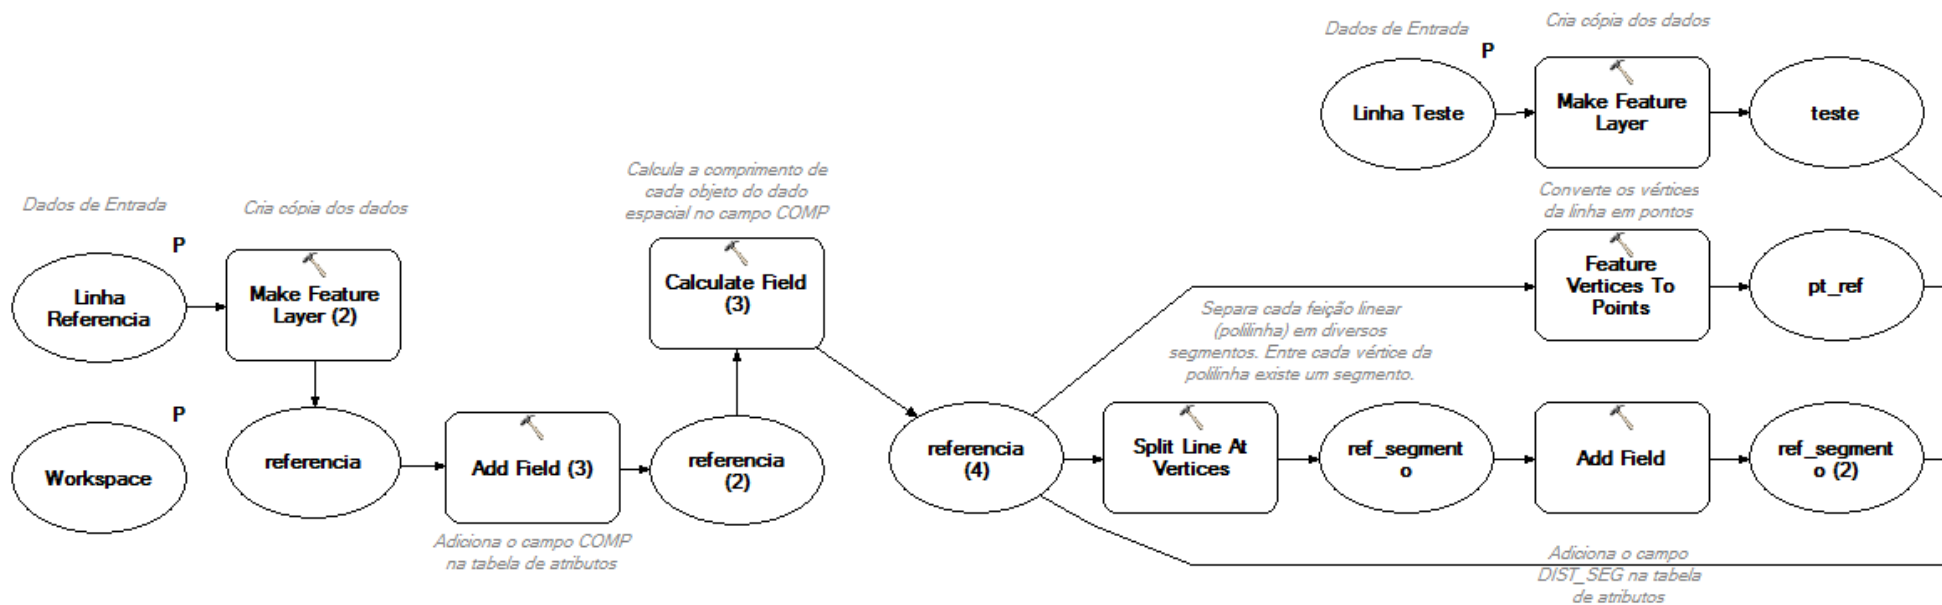 Dados de Entrada
P
Linha
Referencia
P
Workspace
Cria cópia dos dados
Make Feature
Layer (2)
referencia
Add Field (3)
Adiciona o campo COMP
na tabela de atributos
Calcula a comprimento de
cada objeto do dado
espacial no campo COMP
Calculate Field
(3)
referencia
(2)
referencia
(4)
Separa cada feição linear
(polilinha) em diversos
segmentos. Entre cada vértice da
polilinha existe um segmento.
Split Line At
Vertices
ref_segment
o
Dados de Entrada
P
Linha Teste
Cria cópia dos dados
Make Feature
Layer
teste
Converte os vértices
da linha em pontos
Feature
Vertices To
Points
pt_ref
Add Field
ref_segment
o (2)
Adiciona o campo
DIST_SEG na tabela
de atributos